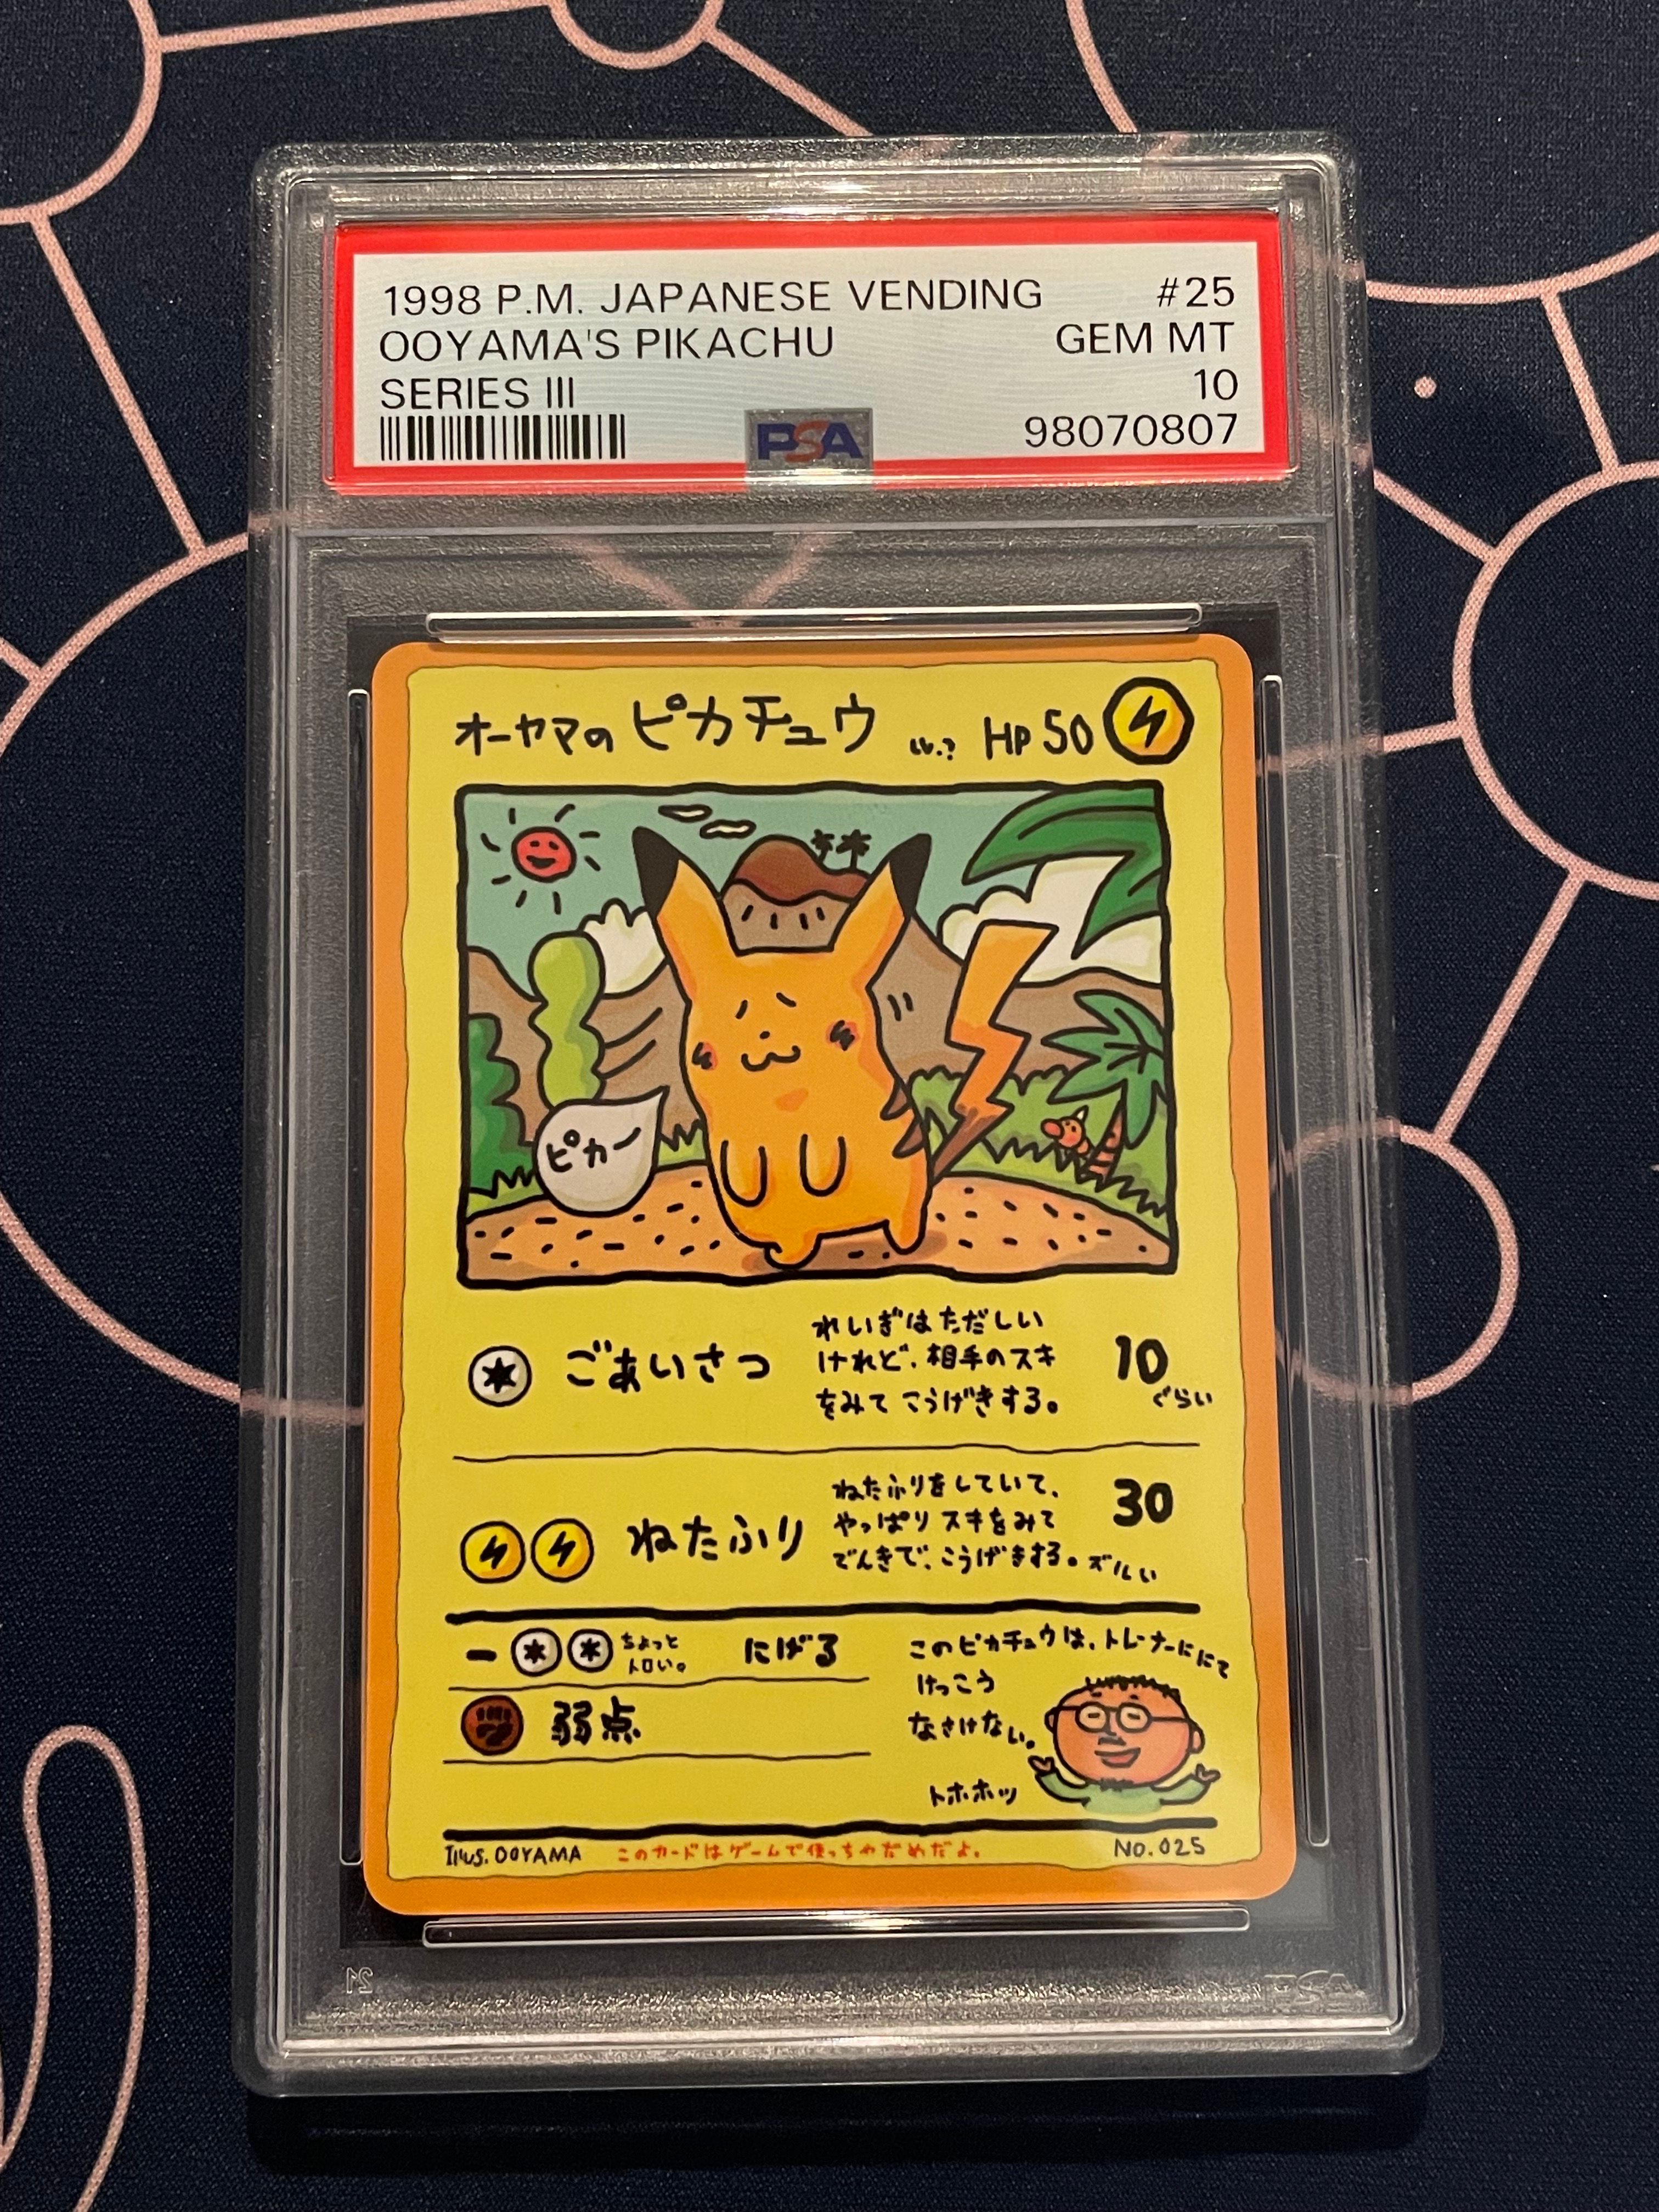 1998 P.M. JAPANESE VENDING #25
OOYAMA'S PIKACHU GEM MT
SERIES III 10
PSA 98070807
オーヤマの ピカチュウ LV.? HP 50
ピカー
ごあいさつ
れいぎはただしい
けれど、相手のスキ
をみて こうげきする。
10
ぐらい
ねたふり
ねたふりをしていて、
やっぱり スキをみて
でんきで、こうげきする。ズルい
30
ちょっと
トロい。
にげる
弱点
このピカチュウは、トレーナーににて
けっこう
なさけない。
トホホッ
Illus. OOYAMA このカードはゲームで使っちゃだめだよ。 NO. 025
21
PSA